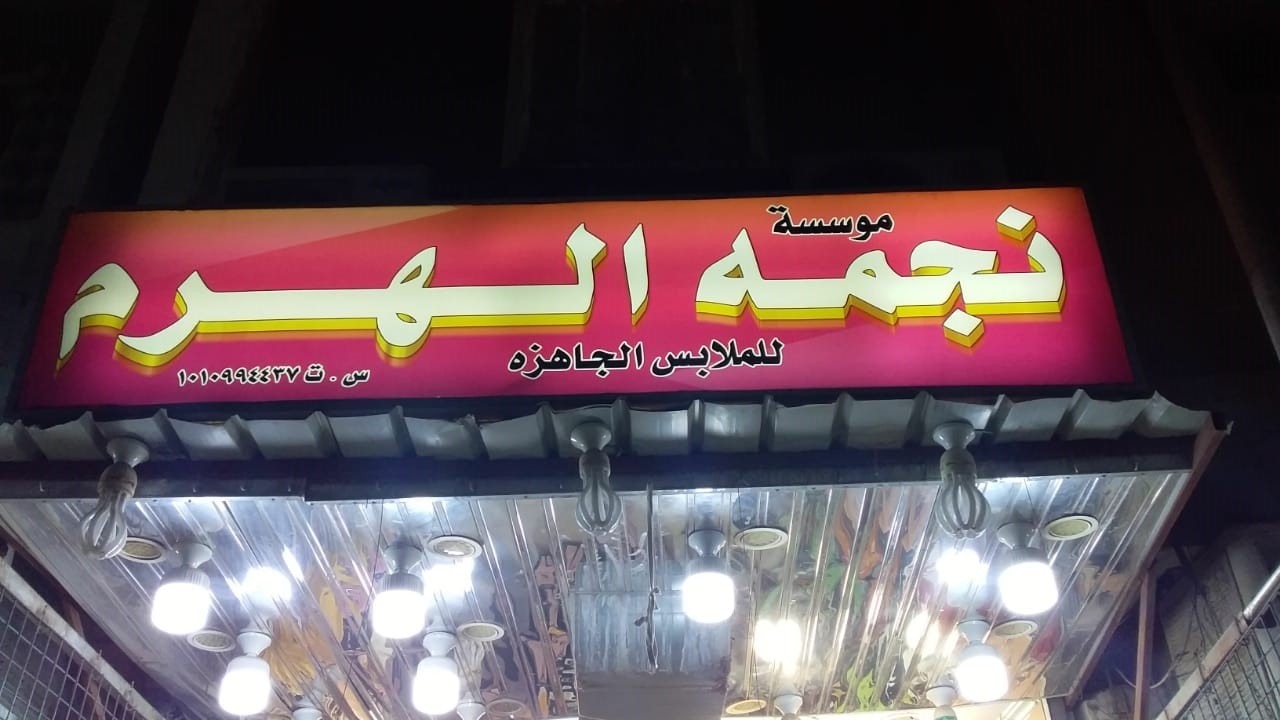 موسسة
نجمه الهرم
للملابس الجاهزه
س . ت ١٠١٠٩٩٤٤٣٧